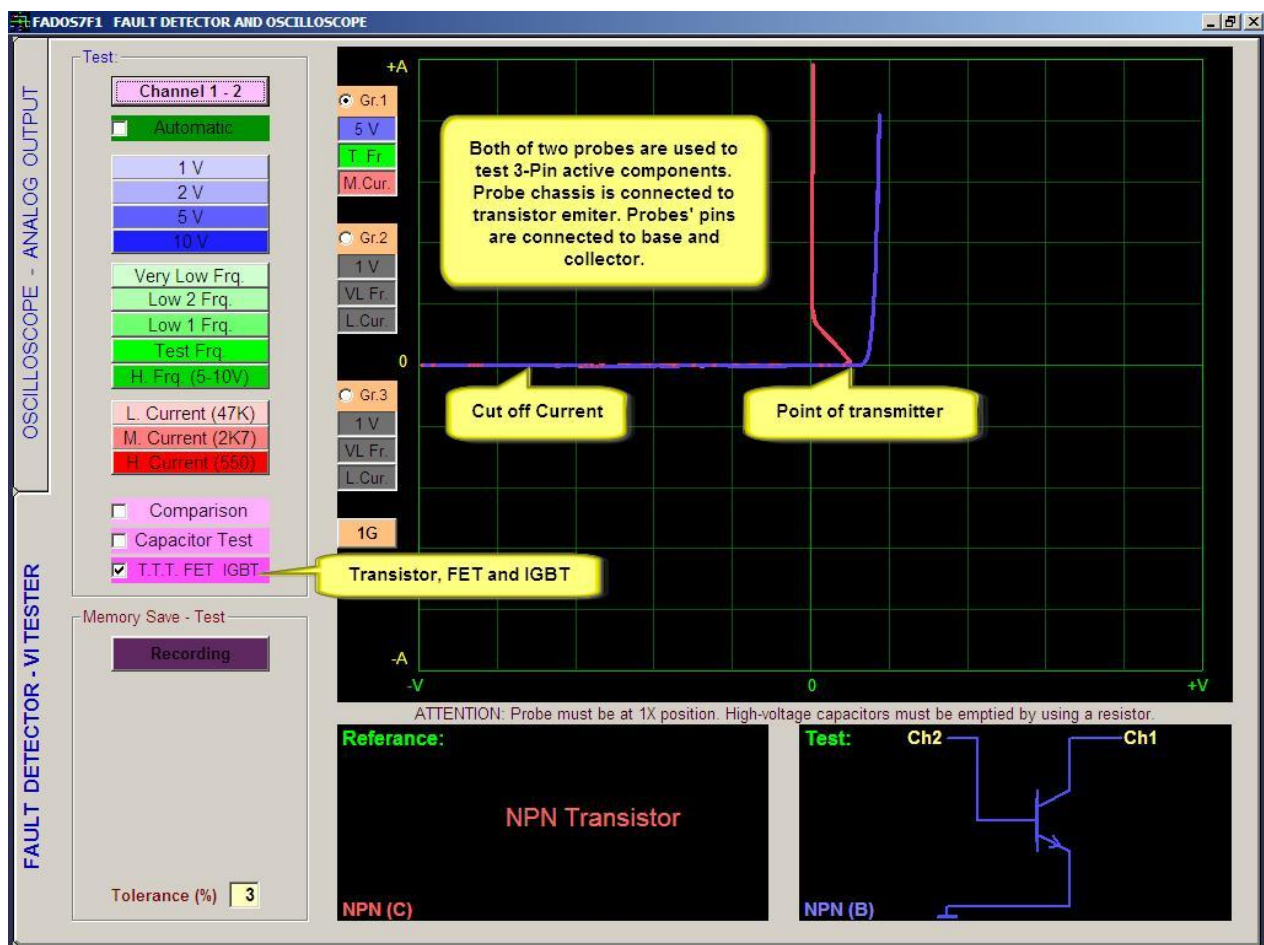 FADOS7F1 FAULT DETECTOR AND OSCILLOSCOPE
OSCILLOSCOPE - ANALOG OUTPUT
FAULT DETECTOR - VI TESTER
Test:
Channel 1 - 2
Automatic
1 V
2 V
5 V
10 V
Very Low Frq.
Low 2 Frq.
Low 1 Frq.
Test Frq.
H. Frq. (5-10V)
L. Current (47K)
M. Current (2K7)
H. Current (550)
Comparison
Capacitor Test
T.T.T. FET IGBT
Memory Save - Test
Recording
Tolerance (%) 3
Gr.1
5 V
T. Fr
M.Cur.
Gr.2
1 V
VL Fr.
L.Cur.
Gr.3
1 V
VL Fr.
L.Cur.
1G
+A
0
-A
-V
0
+V
Both of two probes are used to
test 3-Pin active components.
Probe chassis is connected to
transistor emiter. Probes' pins
are connected to base and
collector.
Cut off Current
Point of transmitter
Transistor, FET and IGBT
ATTENTION: Probe must be at 1X position. High-voltage capacitors must be emptied by using a resistor.
Referance:
NPN Transistor
NPN (C)
Test:
Ch2
Ch1
NPN (B)